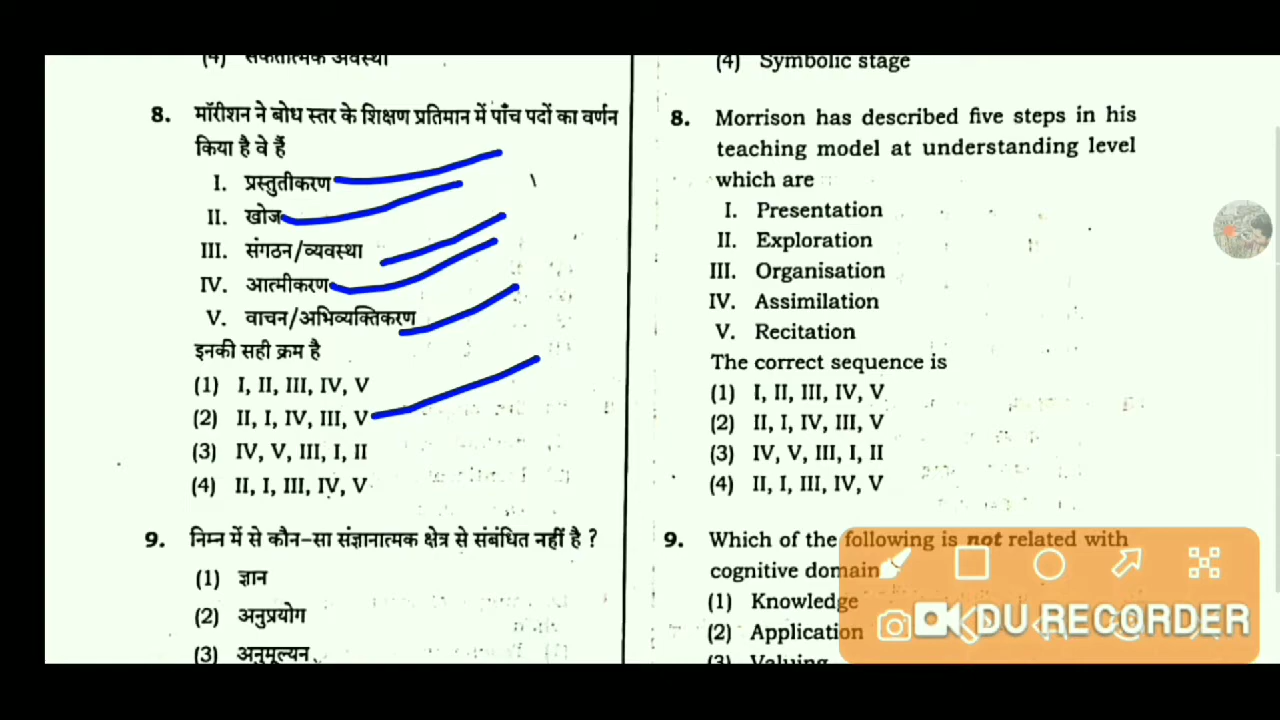 (4) संकेतात्मक अवस्था
8. मॉरीशन ने बोध स्तर के शिक्षण प्रतिमान में पाँच पदों का वर्णन
किया है वे हैं
I. प्रस्तुतीकरण
II. खोज
III. संगठन/व्यवस्था
IV. आत्मीकरण
V. वाचन/अभिव्यक्तिकरण
इनकी सही क्रम है
(1) I, II, III, IV, V
(2) II, I, IV, III, V
(3) IV, V, III, I, II
(4) II, I, III, IV, V
9. निम्न में से कौन-सा संज्ञानात्मक क्षेत्र से संबंधित नहीं है ?
(1) ज्ञान
(2) अनुप्रयोग
(3) अनुमूल्यन
(4) Symbolic stage
8. Morrison has described five steps in his
teaching model at understanding level
which are
I. Presentation
II. Exploration
III. Organisation
IV. Assimilation
V. Recitation
The correct sequence is
(1) I, II, III, IV, V
(2) II, I, IV, III, V
(3) IV, V, III, I, II
(4) II, I, III, IV, V
9. Which of the following is not related with
cognitive domain
(1) Knowledge
(2) Application
(3) Valuing
DU RECORDER